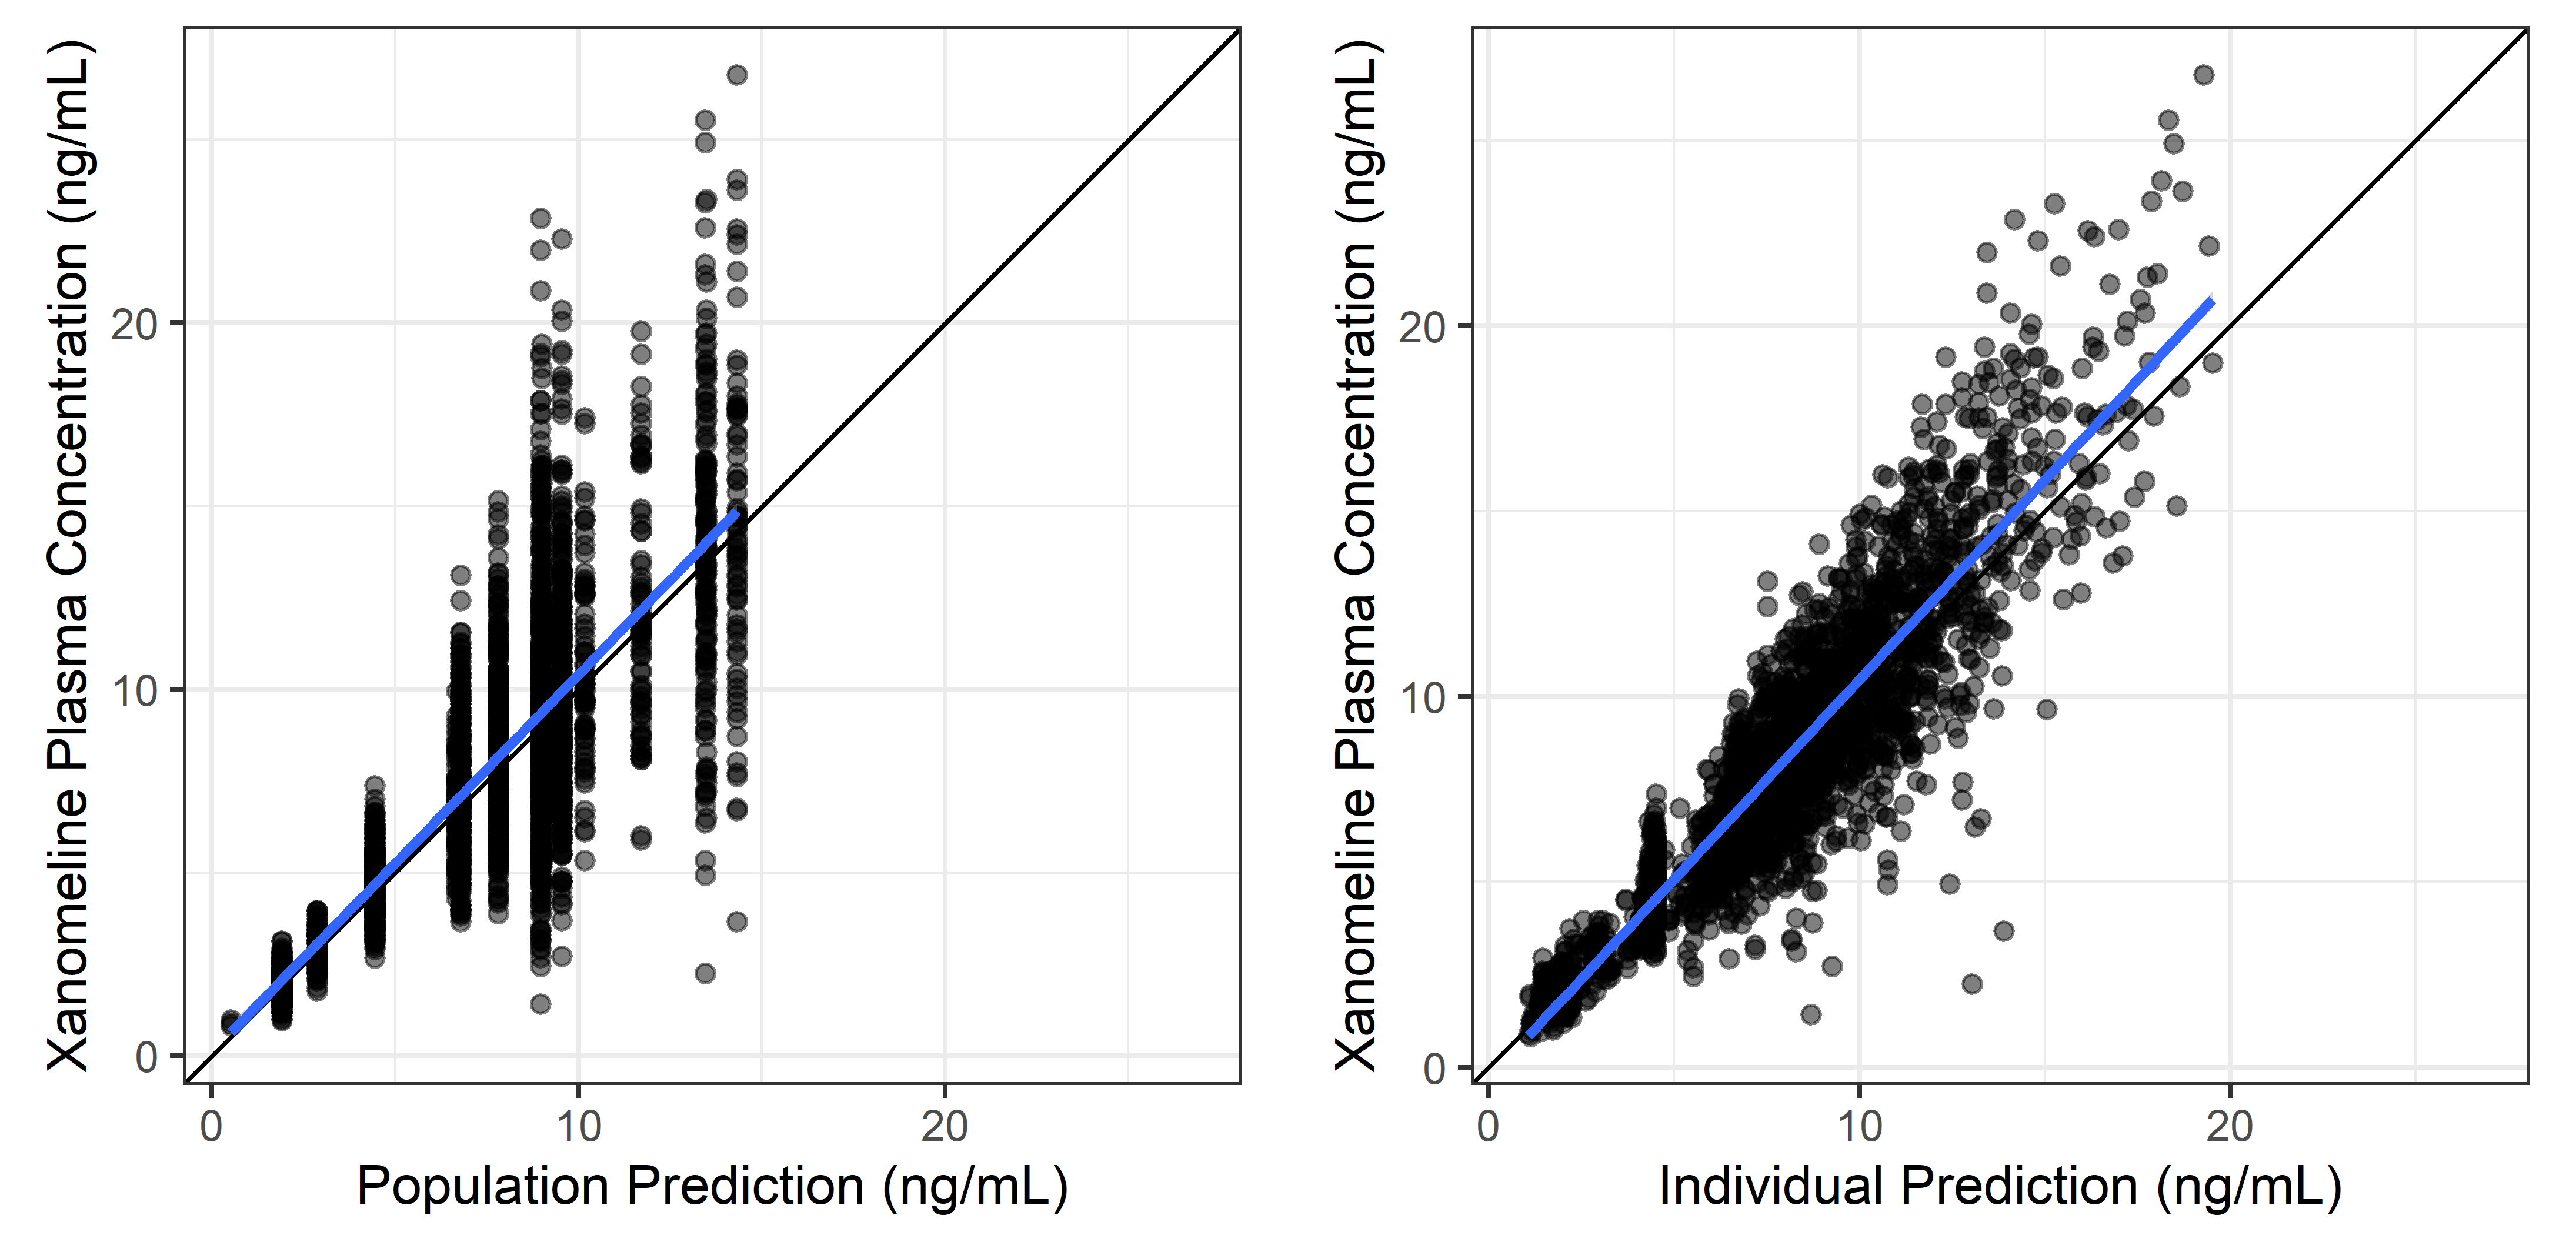 Xanomeline Plasma Concentration (ng/mL)
20
10
0
0 10 20
Population Prediction (ng/mL)
Xanomeline Plasma Concentration (ng/mL)
20
10
0
0 10 20
Individual Prediction (ng/mL)